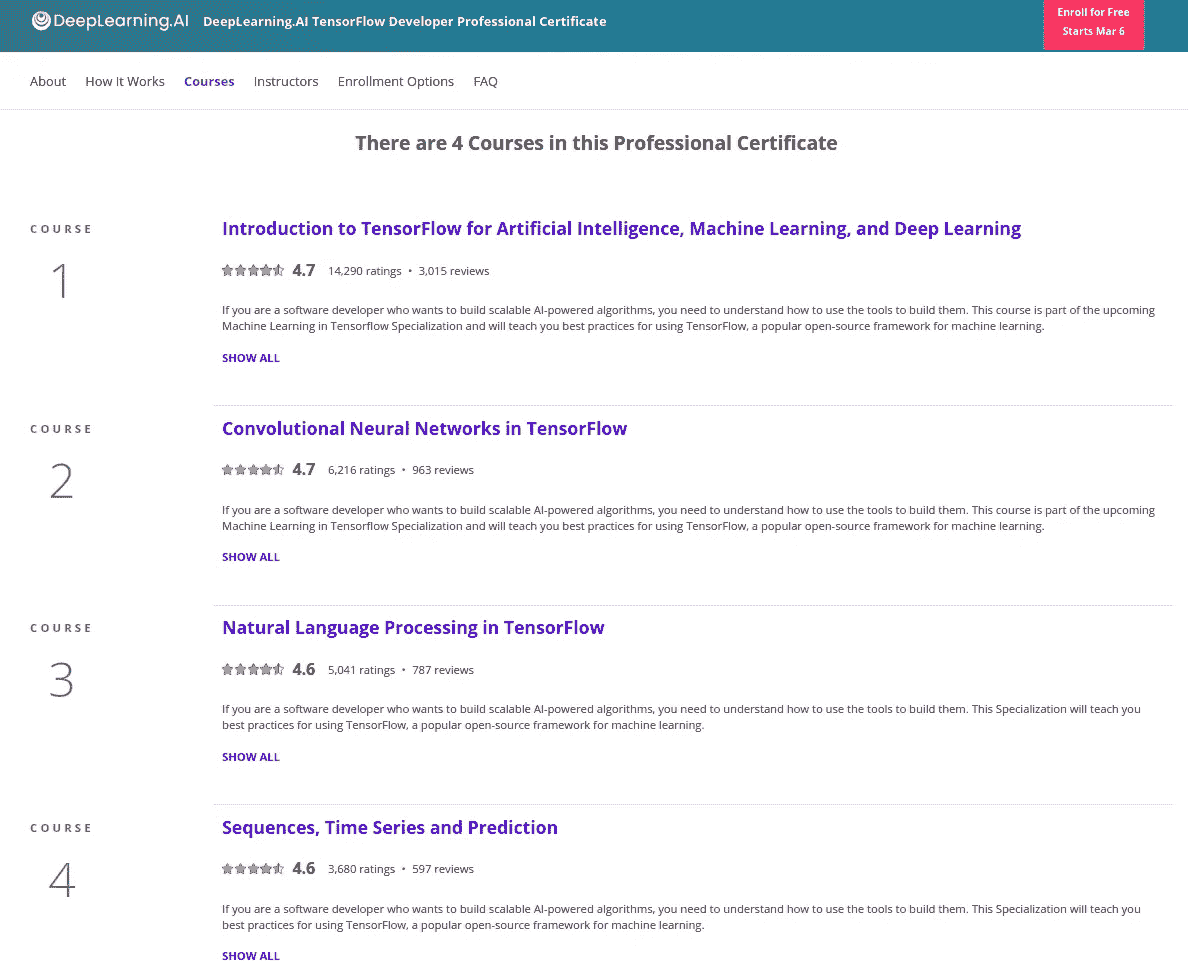 DeepLearning.AI DeepLearning.AI TensorFlow Developer Professional Certificate
Enroll for Free
Starts Mar 6
About How It Works Courses Instructors Enrollment Options FAQ
There are 4 Courses in this Professional Certificate
COURSE
1
Introduction to TensorFlow for Artificial Intelligence, Machine Learning, and Deep Learning
4.7 14,290 ratings • 3,015 reviews
If you are a software developer who wants to build scalable AI-powered algorithms, you need to understand how to use the tools to build them. This course is part of the upcoming
Machine Learning in Tensorflow Specialization and will teach you best practices for using TensorFlow, a popular open-source framework for machine learning.
SHOW ALL
COURSE
2
Convolutional Neural Networks in TensorFlow
4.7 6,216 ratings • 963 reviews
If you are a software developer who wants to build scalable AI-powered algorithms, you need to understand how to use the tools to build them. This course is part of the upcoming
Machine Learning in Tensorflow Specialization and will teach you best practices for using TensorFlow, a popular open-source framework for machine learning.
SHOW ALL
COURSE
3
Natural Language Processing in TensorFlow
4.6 5,041 ratings • 787 reviews
If you are a software developer who wants to build scalable AI-powered algorithms, you need to understand how to use the tools to build them. This Specialization will teach you
best practices for using TensorFlow, a popular open-source framework for machine learning.
SHOW ALL
COURSE
4
Sequences, Time Series and Prediction
4.6 3,680 ratings • 597 reviews
If you are a software developer who wants to build scalable AI-powered algorithms, you need to understand how to use the tools to build them. This Specialization will teach you
best practices for using TensorFlow, a popular open-source framework for machine learning.
SHOW ALL